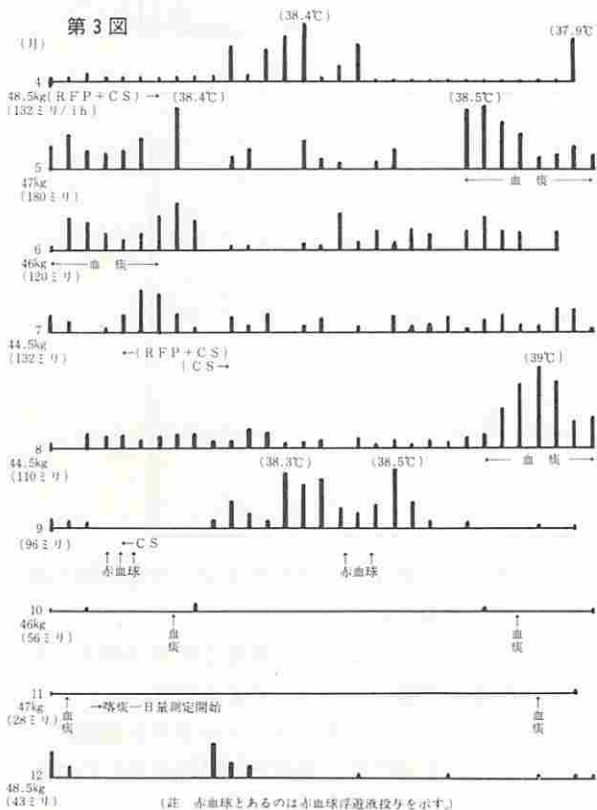 第3図
(月)
(38.4℃)
(37.9℃)
4
48.5kg(RFP+CS)→
(132ミリ/1h)
(38.4℃)
(38.5℃)
5
47kg
(180ミリ)
←血痰→
6
46kg
(120ミリ)
←血痰→
7
44.5kg
(132ミリ)
←(RFP+CS)
(CS→
(39℃)
8
44.5kg
(110ミリ)
←血痰→
(38.3℃)
(38.5℃)
9
(96ミリ)
←CS
↑↑↑
赤血球
↑ ↑
赤血球
10
46kg
(56ミリ)
↑
血痰
↑
血痰
11
47kg
(28ミリ)
↑
血痰
→喀痰一日量測定開始
↑
血痰
12
48.5kg
(43ミリ)
(註 赤血球とあるのは赤血球浮遊液投与を示す。)